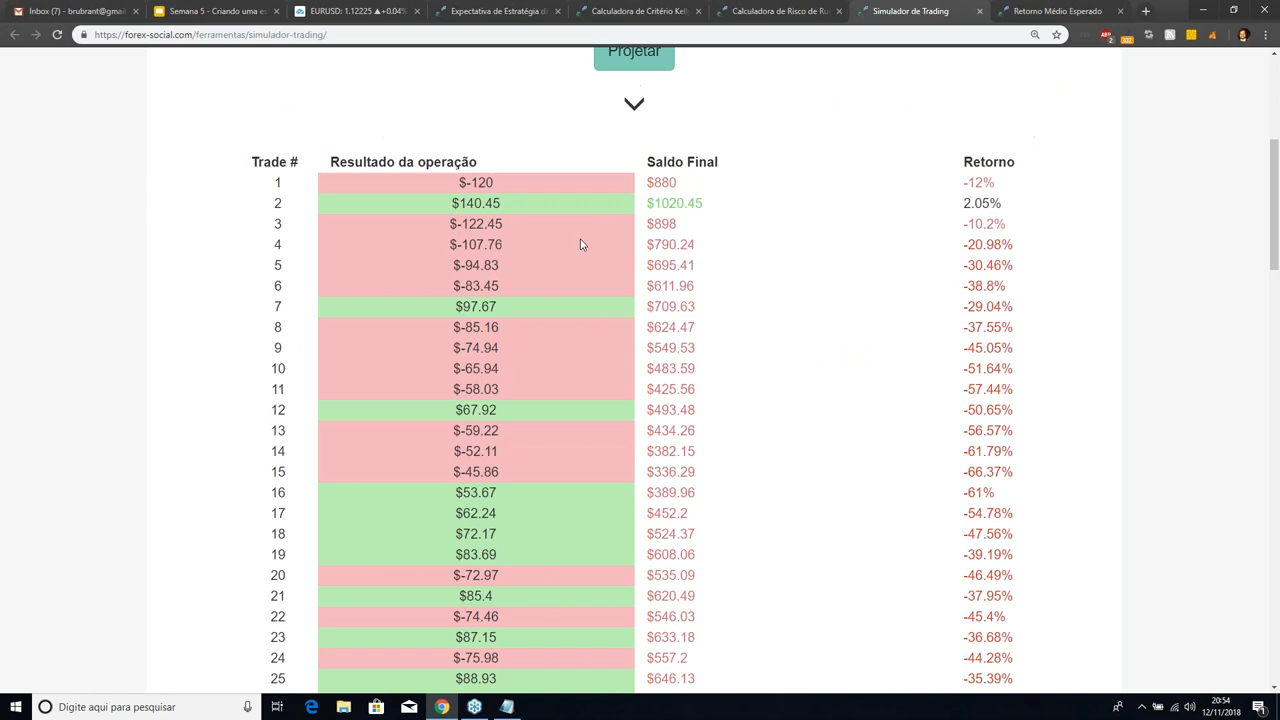 Inbox (7) - brubrant@gmail
Semana 5 - Criando uma es
EURUSD: 1.12225 ▲+0.04%
Expectativa de Estratégia da
Calculadora de Critério Kell
Calculadora de Risco de Ru
Simulador de Trading
Retorno Médio Esperado
https://forex-social.com/ferramentas/simulador-trading/
Projetar
Trade # Resultado da operação Saldo Final Retorno
1 $-120 $880 -12%
2 $140.45 $1020.45 2.05%
3 $-122.45 $898 -10.2%
4 $-107.76 $790.24 -20.98%
5 $-94.83 $695.41 -30.46%
6 $-83.45 $611.96 -38.8%
7 $97.67 $709.63 -29.04%
8 $-85.16 $624.47 -37.55%
9 $-74.94 $549.53 -45.05%
10 $-65.94 $483.59 -51.64%
11 $-58.03 $425.56 -57.44%
12 $67.92 $493.48 -50.65%
13 $-59.22 $434.26 -56.57%
14 $-52.11 $382.15 -61.79%
15 $-45.86 $336.29 -66.37%
16 $53.67 $389.96 -61%
17 $62.24 $452.2 -54.78%
18 $72.17 $524.37 -47.56%
19 $83.69 $608.06 -39.19%
20 $-72.97 $535.09 -46.49%
21 $85.4 $620.49 -37.95%
22 $-74.46 $546.03 -45.4%
23 $87.15 $633.18 -36.68%
24 $-75.98 $557.2 -44.28%
25 $88.93 $646.13 -35.39%
Digite aqui para pesquisar
20:54
12/11/2018